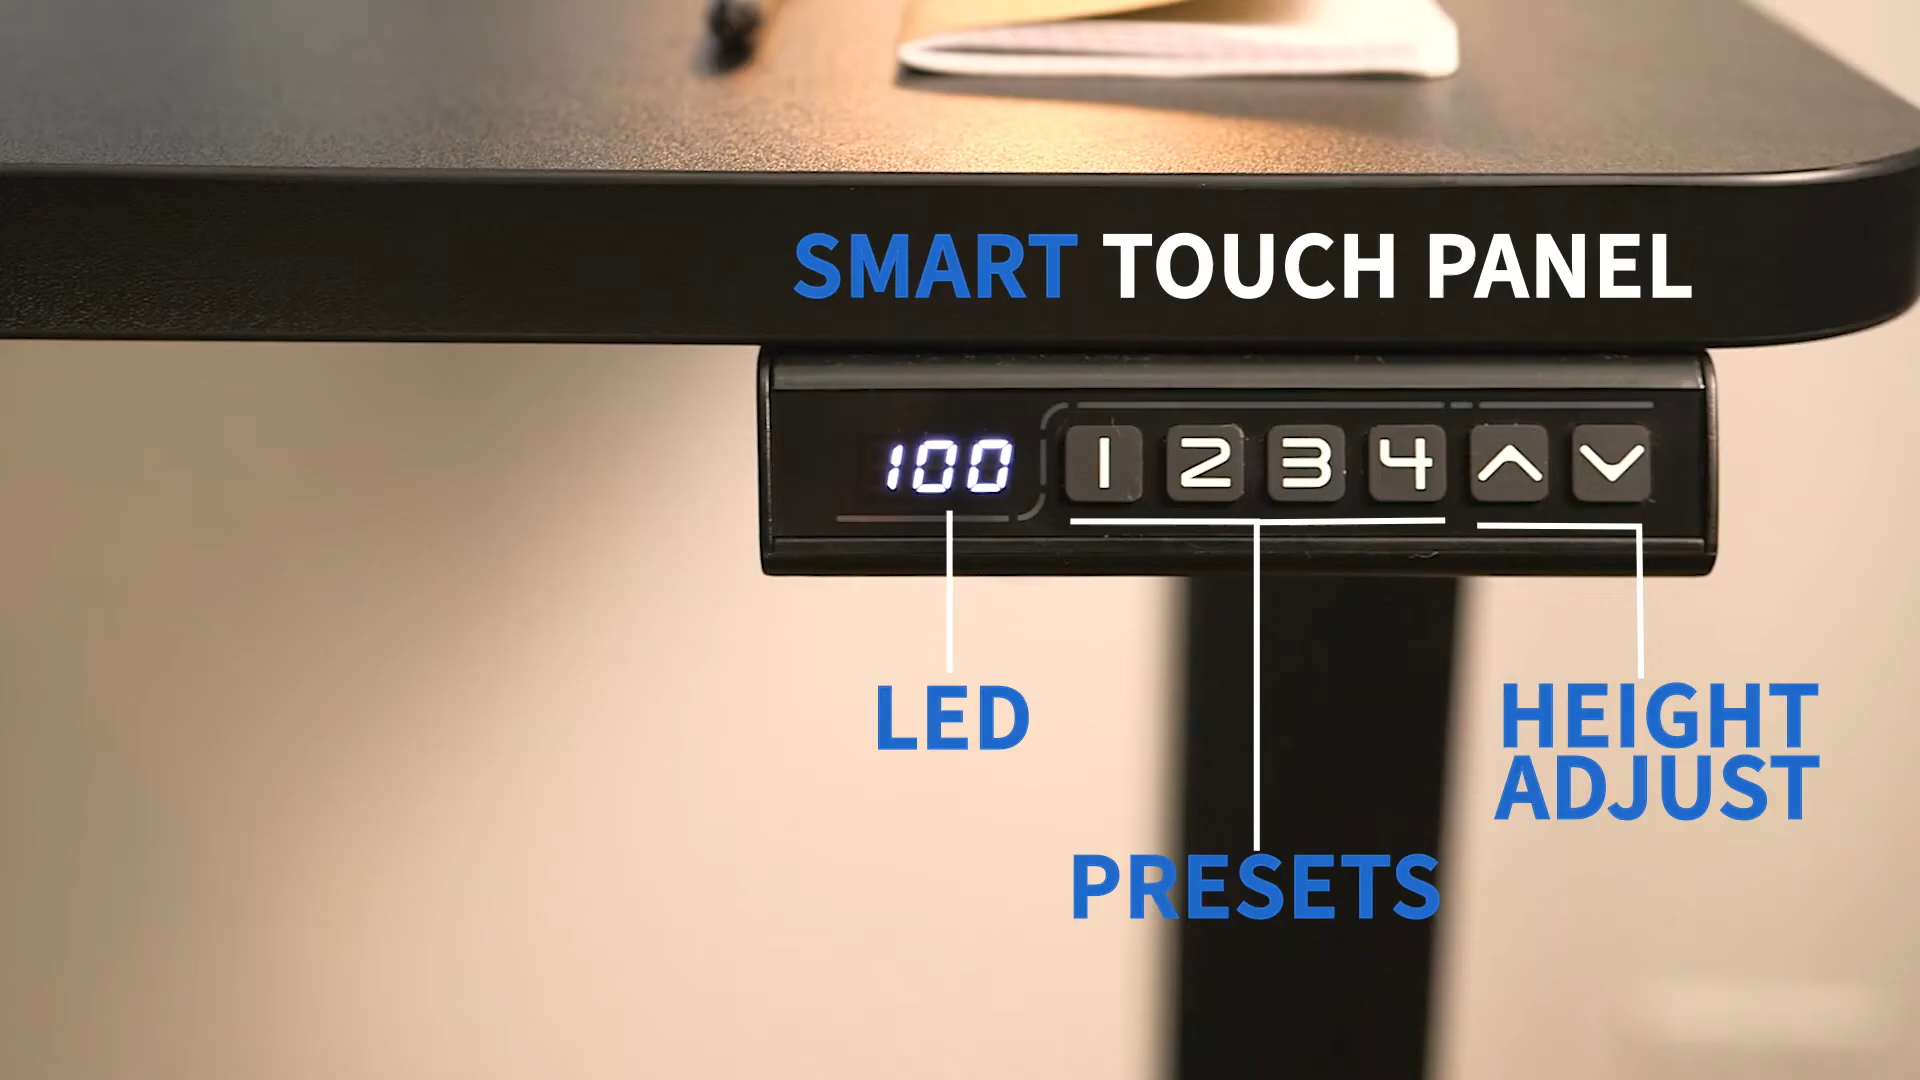 SMART TOUCH PANEL
100 1 2 3 4
LED
HEIGHT
ADJUST
PRESETS